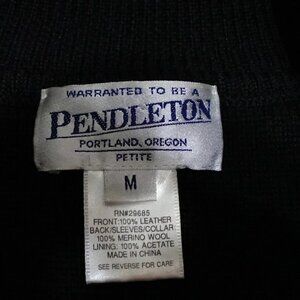 WARRANTED TO BE A
PENDLETON
PORTLAND, OREGON
PETITE
M
RN#29685
FRONT:100% LEATHER
BACK/SLEEVES/COLLAR
100% MERINO WOOL
LINING: 100% ACETATE
MADE IN CHINA
SEE REVERSE FOR CARE